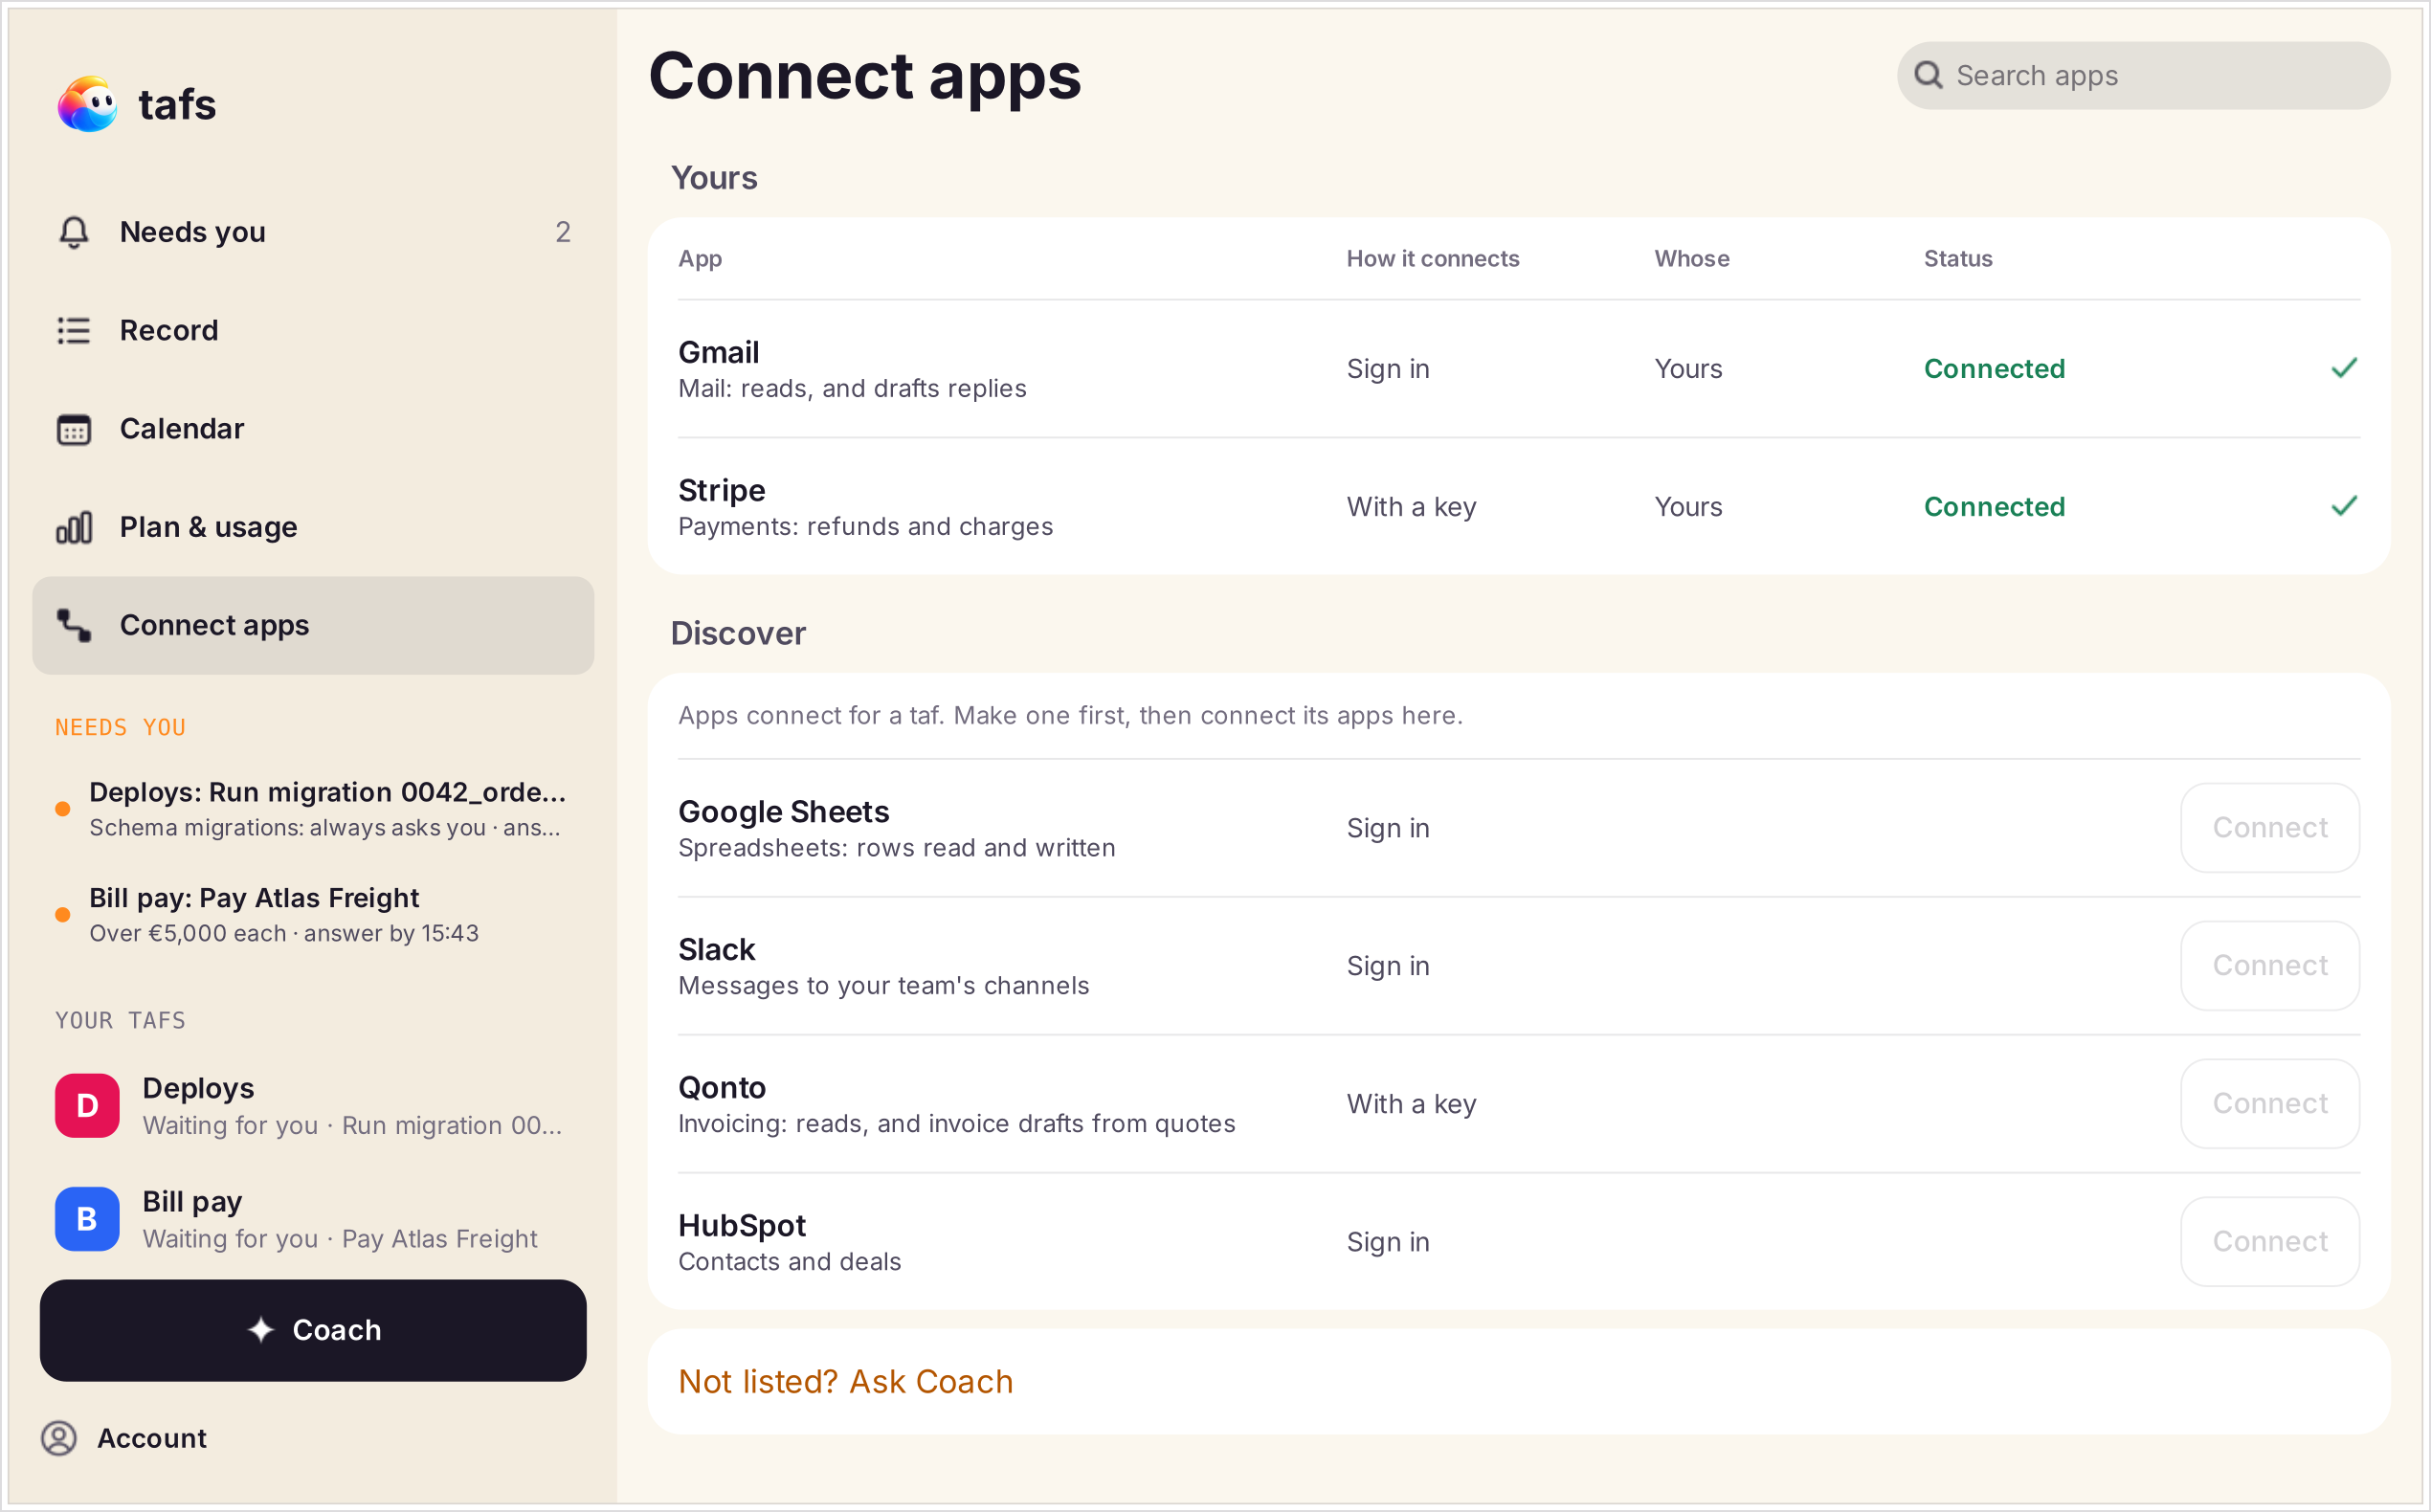 tafs
Needs you 2
Record
Calendar
Plan & usage
Connect apps
NEEDS YOU
Deploys: Run migration 0042_orde...
Schema migrations: always asks you · ans...
Bill pay: Pay Atlas Freight
Over €5,000 each · answer by 15:43
YOUR TAFS
D
Deploys
Waiting for you · Run migration 00...
B
Bill pay
Waiting for you · Pay Atlas Freight
Coach
Account
Connect apps
Search apps
Yours
App How it connects Whose Status
Gmail
Mail: reads, and drafts replies
Sign in Yours Connected
Stripe
Payments: refunds and charges
With a key Yours Connected
Discover
Apps connect for a taf. Make one first, then connect its apps here.
Google Sheets
Spreadsheets: rows read and written
Sign in Connect
Slack
Messages to your team's channels
Sign in Connect
Qonto
Invoicing: reads, and invoice drafts from quotes
With a key Connect
HubSpot
Contacts and deals
Sign in Connect
Not listed? Ask Coach